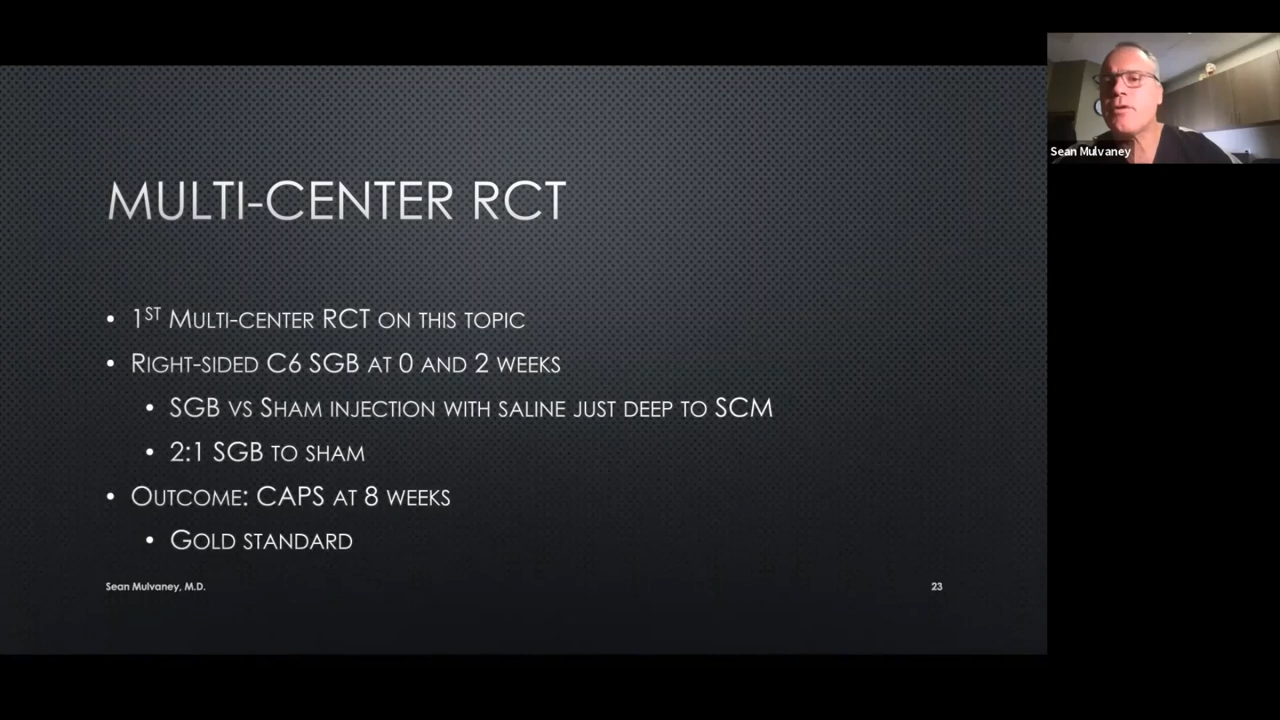 MULTI-CENTER RCT
• 1ST MULTI-CENTER RCT ON THIS TOPIC
• RIGHT-SIDED C6 SGB AT 0 AND 2 WEEKS
• SGB VS SHAM INJECTION WITH SALINE JUST DEEP TO SCM
• 2:1 SGB TO SHAM
• OUTCOME: CAPS AT 8 WEEKS
• GOLD STANDARD
Sean Mulvaney, M.D.
23
Sean Mulvaney